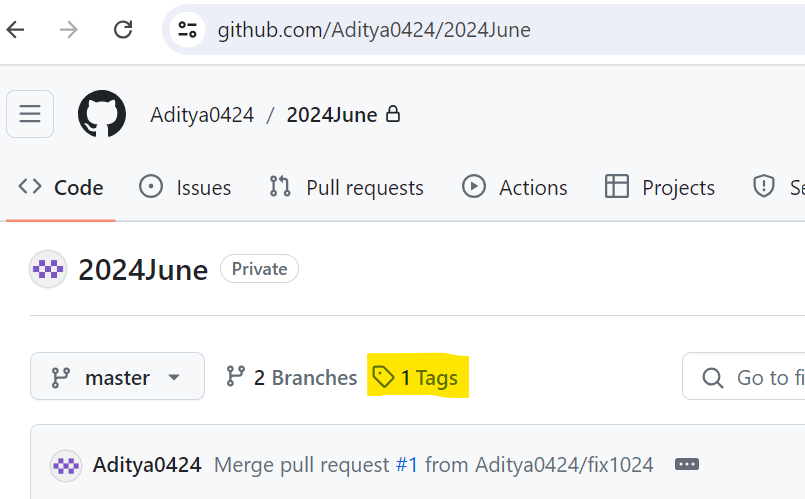 github.com/Aditya0424/2024June
Aditya0424 / 2024June
Code Issues Pull requests Actions Projects Se
2024June Private
master 2 Branches 1 Tags Go to fi
Aditya0424 Merge pull request #1 from Aditya0424/fix1024